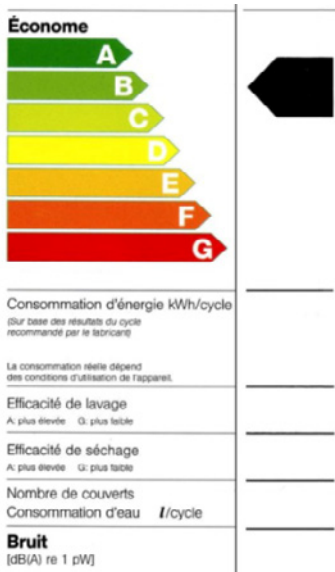 Économe
A
B
C
D
E
F
G
Consommation d'énergie kWh/cycle
(Sur base des résultats du cycle
recommandé par le fabricant)
La consommation réelle dépend
des conditions d'utilisation de l'appareil.
Efficacité de lavage
A: plus élevée G: plus faible
Efficacité de séchage
A: plus élevée G: plus faible
Nombre de couverts
Consommation d'eau l/cycle
Bruit
[dB(A) re 1 pW]